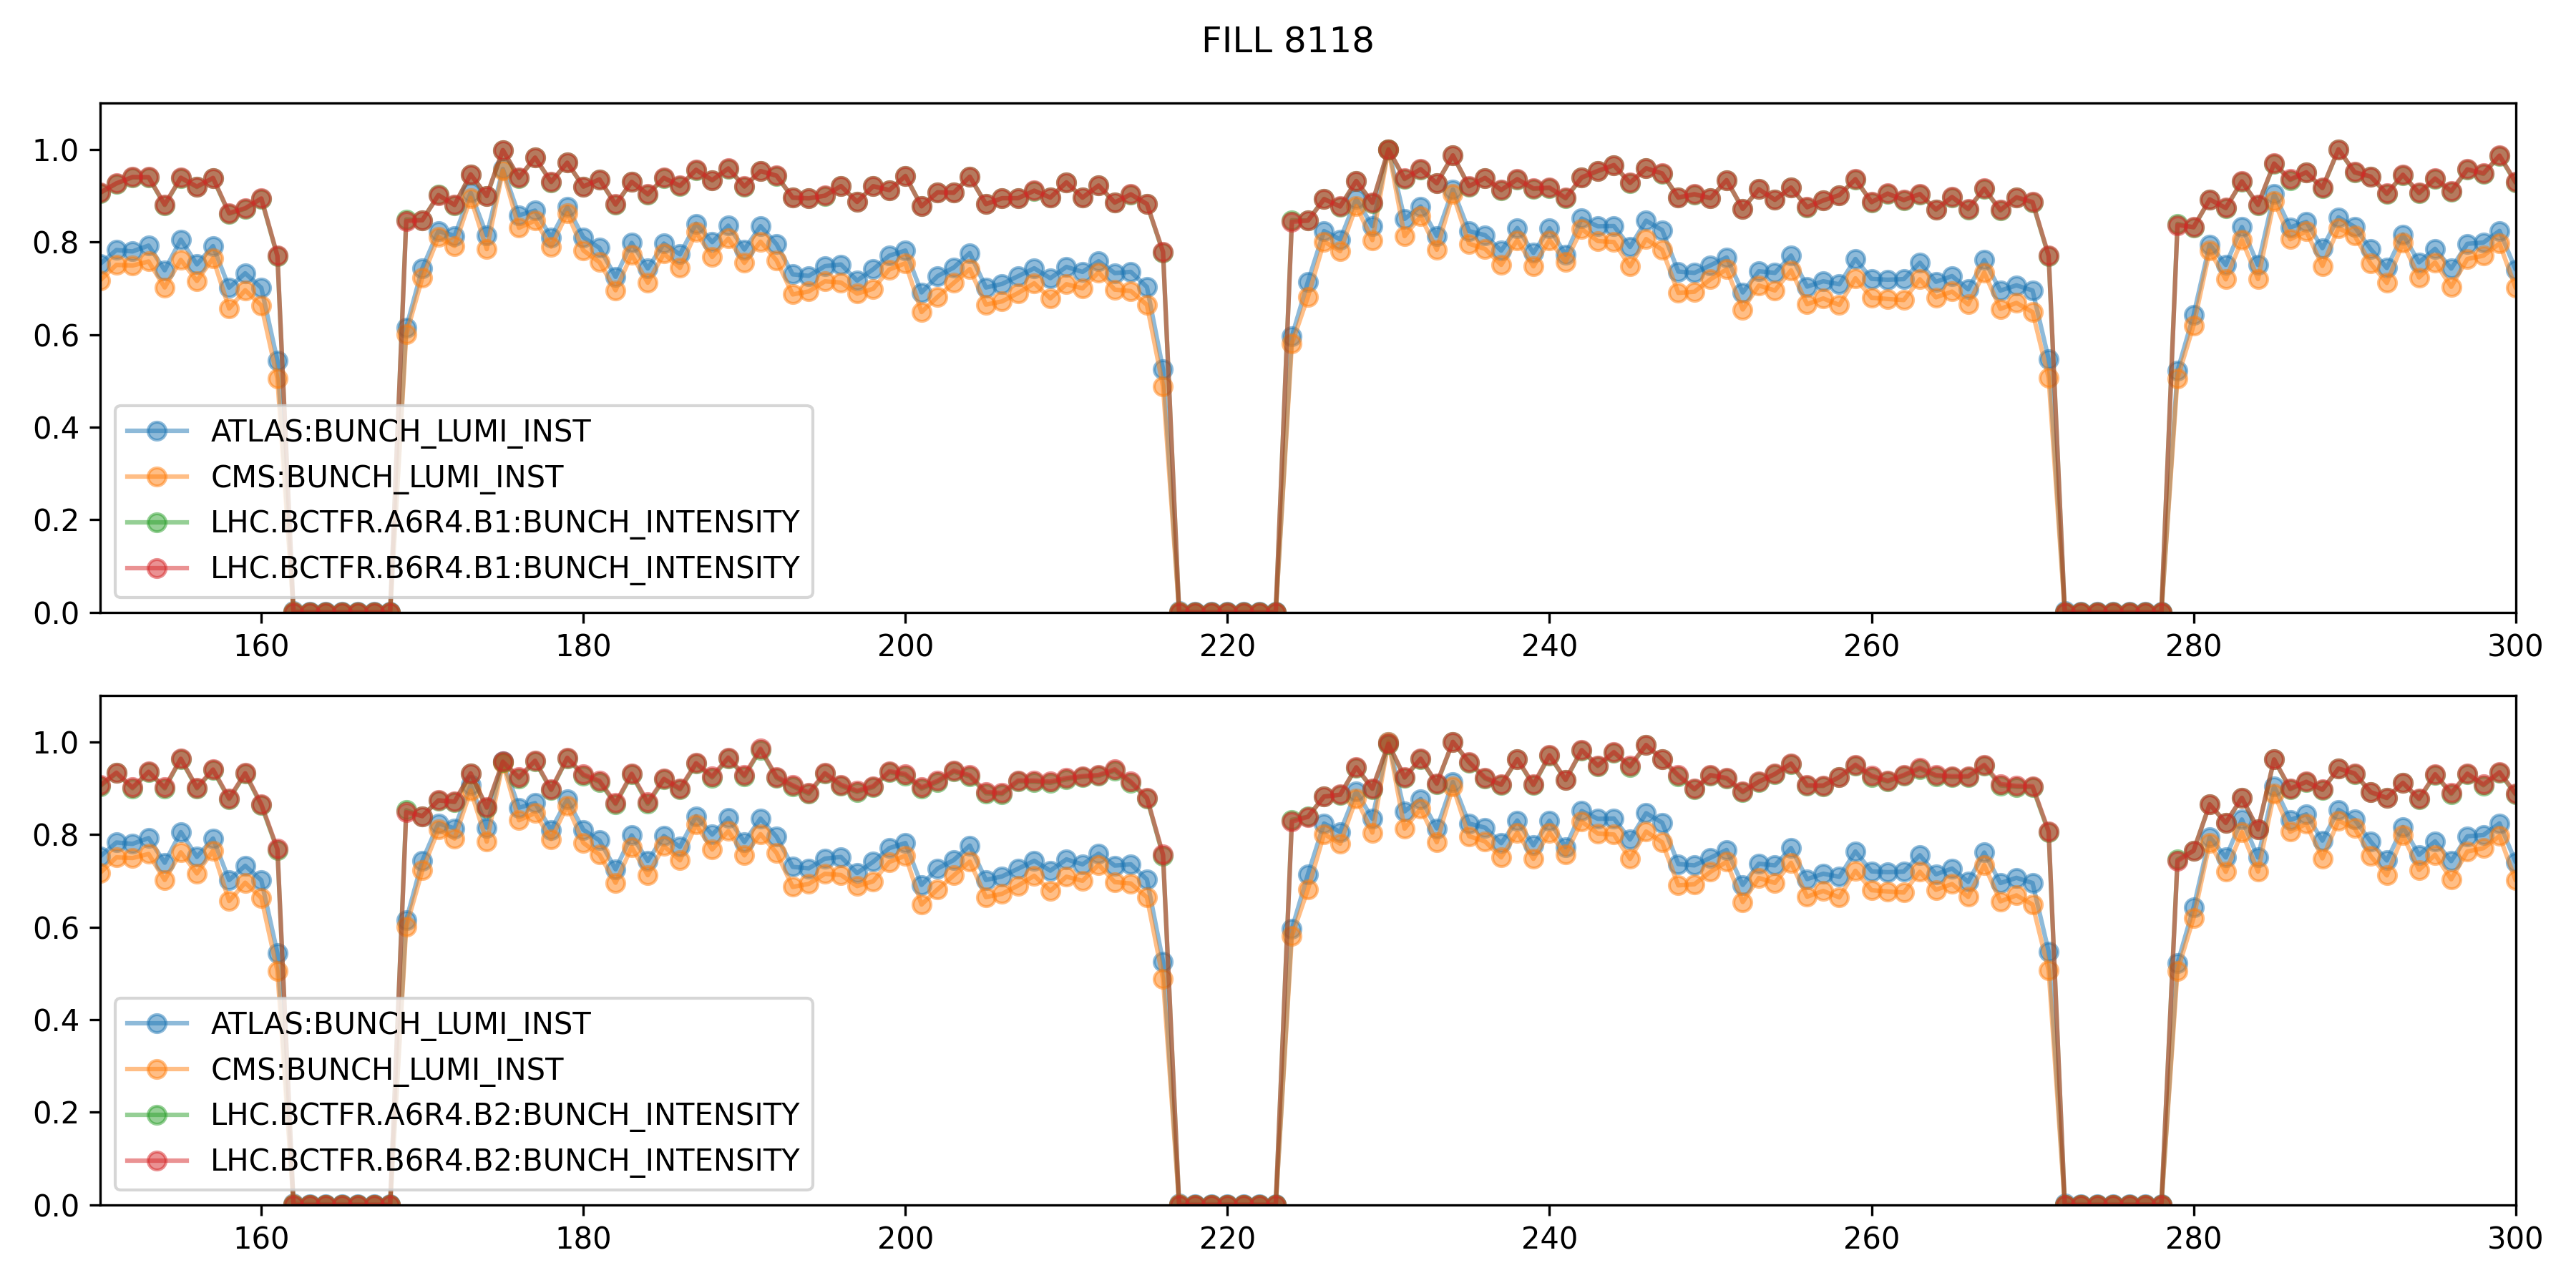 FILL 8118
1.0
0.8
0.6
0.4
0.2
0.0
ATLAS:BUNCH_LUMI_INST
CMS:BUNCH_LUMI_INST
LHC.BCTFR.A6R4.B1:BUNCH_INTENSITY
LHC.BCTFR.B6R4.B1:BUNCH_INTENSITY
160 180 200 220 240 260 280 300
1.0
0.8
0.6
0.4
0.2
0.0
ATLAS:BUNCH_LUMI_INST
CMS:BUNCH_LUMI_INST
LHC.BCTFR.A6R4.B2:BUNCH_INTENSITY
LHC.BCTFR.B6R4.B2:BUNCH_INTENSITY
160 180 200 220 240 260 280 300